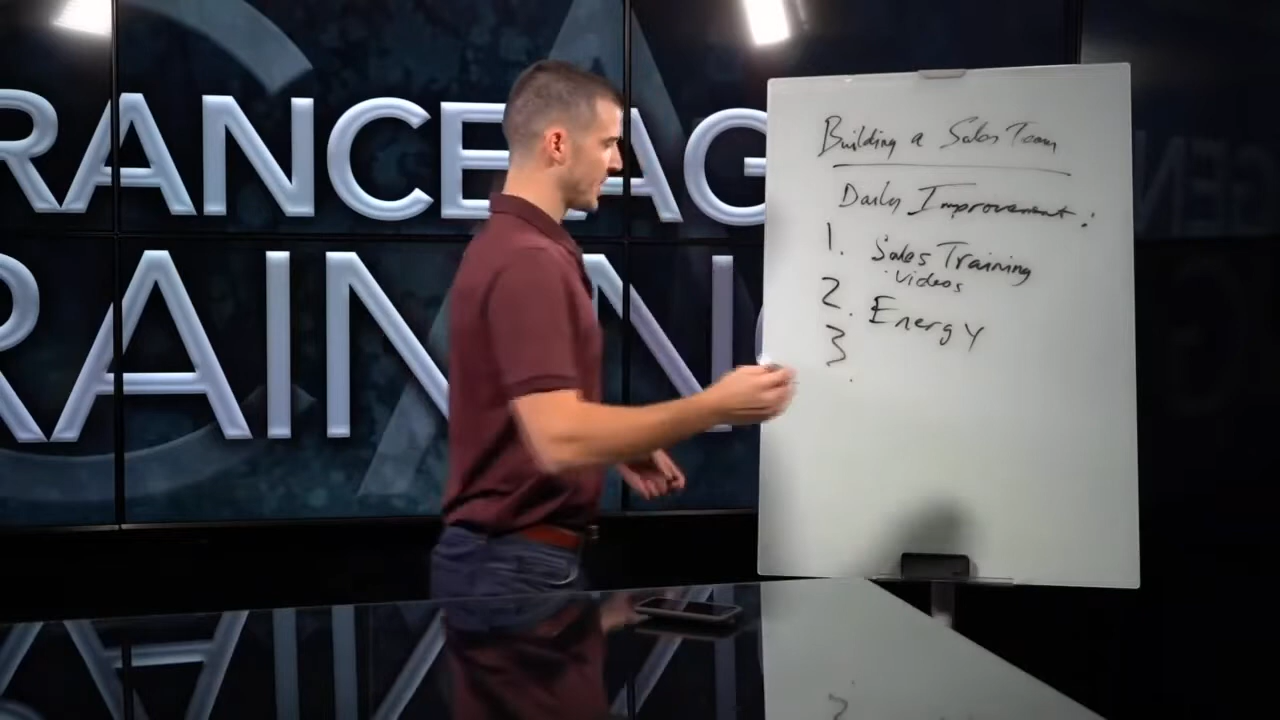 RANCE AG
RAININ
Building a Sales Team
Daily Improvement:
1. Sales Training
Videos
2. Energy
3.